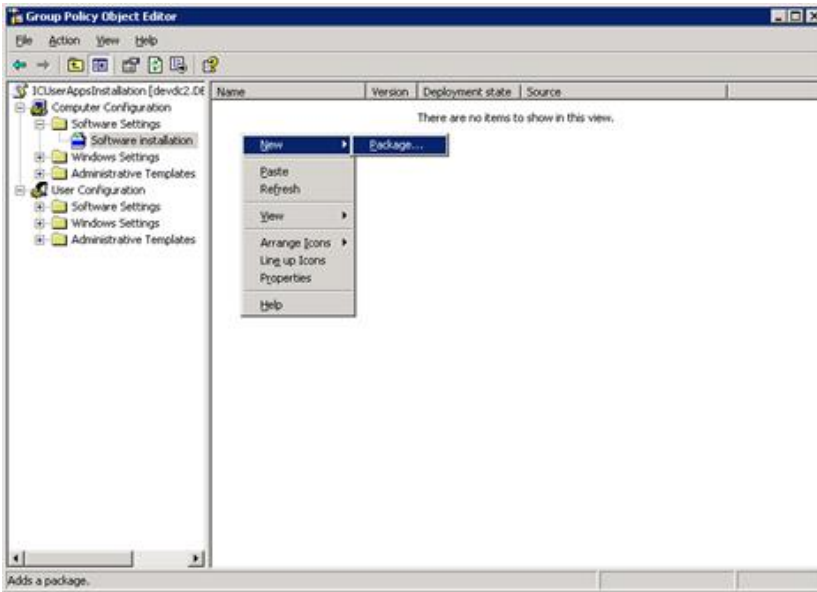 Group Policy Object Editor
File Action View Help
ICUserAppsInstallation [devdc2.DE
Computer Configuration
Software Settings
Software installation
Windows Settings
Administrative Templates
User Configuration
Software Settings
Windows Settings
Administrative Templates
Name Version Deployment state Source
There are no items to show in this view.
New
Package...
Paste
Refresh
View
Arrange Icons
Line up Icons
Properties
Help
Adds a package.